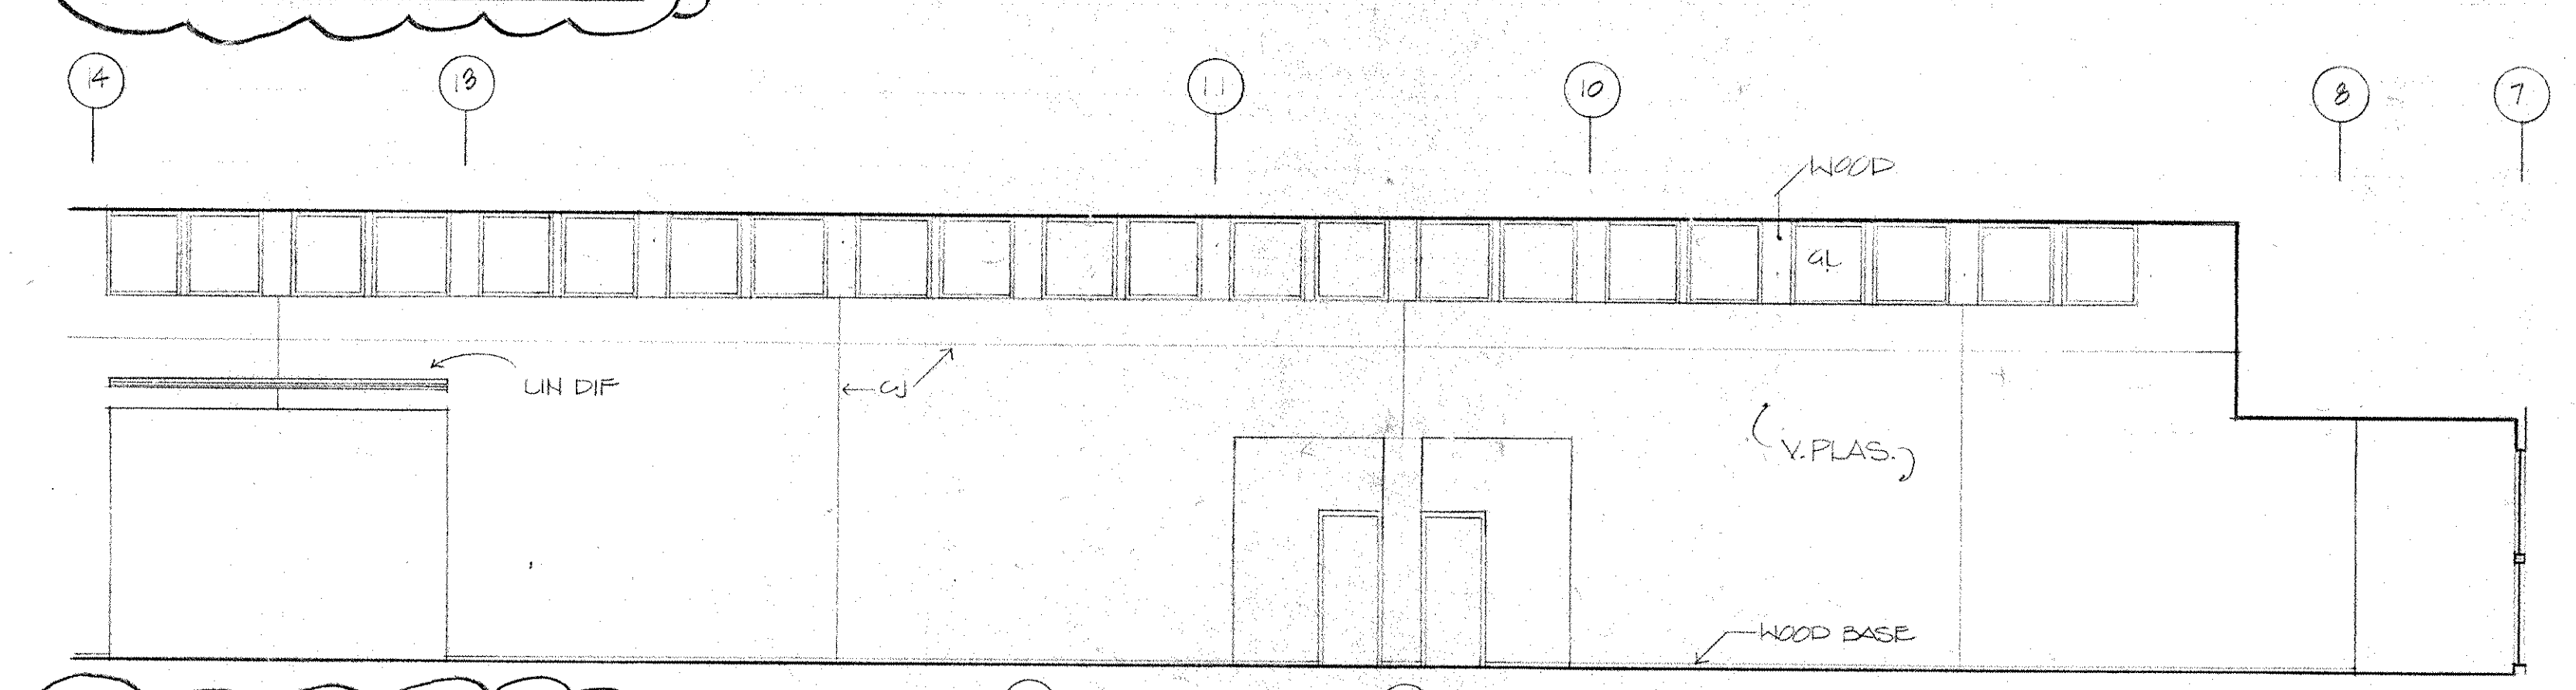 14 13 11 10 8 7
WOOD
GL
LIN DIF
CJ
V. PLAS.
WOOD BASE